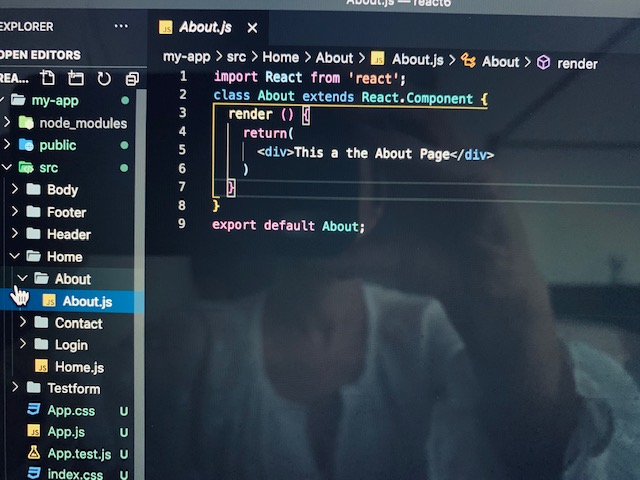 About.js — react6
EXPLORER
About.js
OPEN EDITORS
my-app > src > Home > About > About.js > About > render
REA...
my-app
node_modules
public
src
Body
Footer
Header
Home
About
About.js
Contact
Login
Home.js
Testform
App.css U
App.js U
App.test.js U
index.css U
1 import React from 'react';
2 class About extends React.Component {
3 render () {
4 return(
5 <div>This a the About Page</div>
6 )
7 }
8 }
9 export default About;